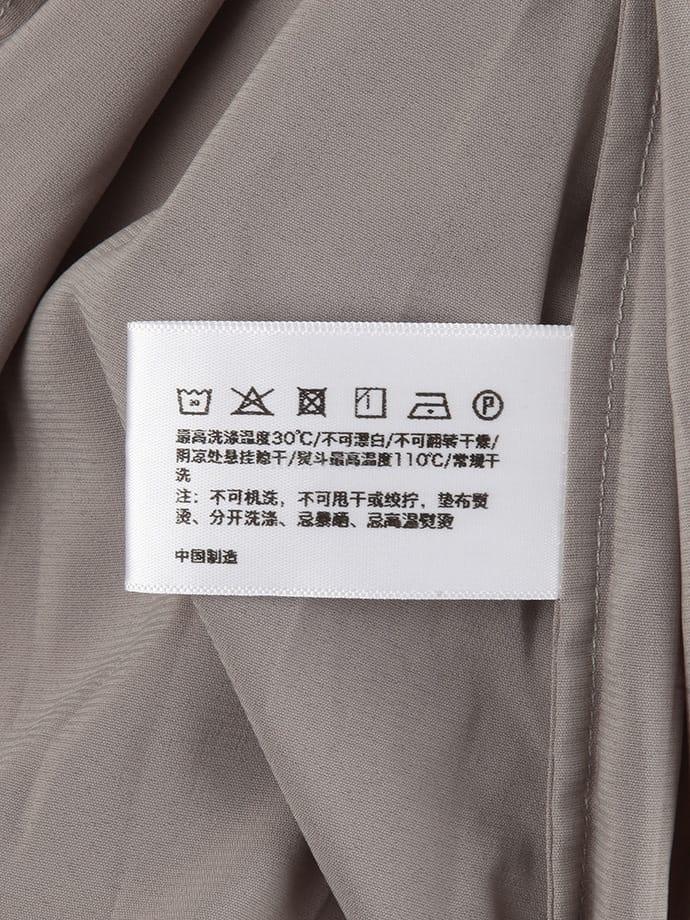 30
P
最高洗涤温度30℃/不可漂白/不可翻转干燥/
阴凉处悬挂晾干/熨斗最高温度110℃/常规干
洗
注：不可机洗，不可甩干或绞拧，垫布熨
烫、分开洗涤、忌暴晒、忌高温熨烫
中国制造